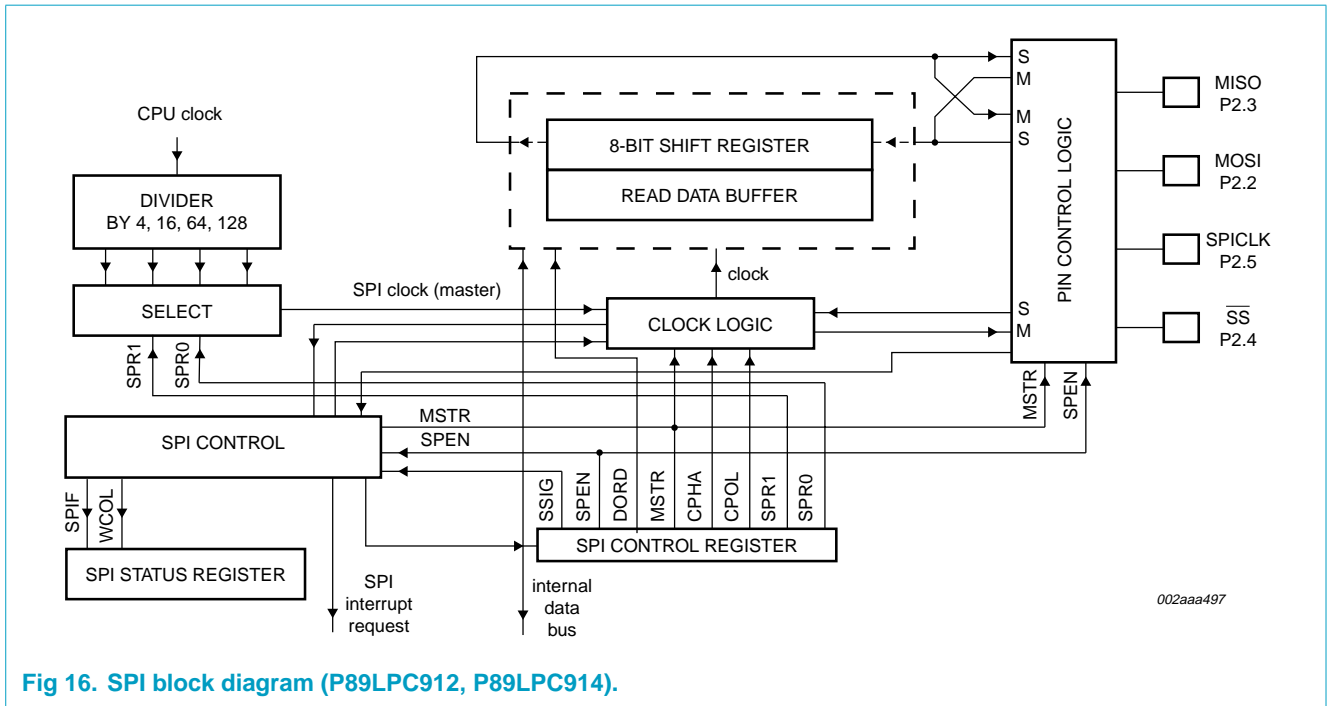 CPU clock
DIVIDER
BY 4, 16, 64, 128
SELECT
SPR1
SPR0
SPI clock (master)
8-BIT SHIFT REGISTER
READ DATA BUFFER
clock
CLOCK LOGIC
S
M
M
S
S
M
PIN CONTROL LOGIC
MISO
P2.3
MOSI
P2.2
SPICLK
P2.5
SS
P2.4
MSTR
SPEN
MSTR
SPEN
SPI CONTROL
SPIF
WCOL
SPI STATUS REGISTER
SPI
interrupt
request
SSIG
SPEN
DORD
MSTR
CPHA
CPOL
SPR1
SPR0
SPI CONTROL REGISTER
internal
data
bus
002aaa497
Fig 16. SPI block diagram (P89LPC912, P89LPC914).